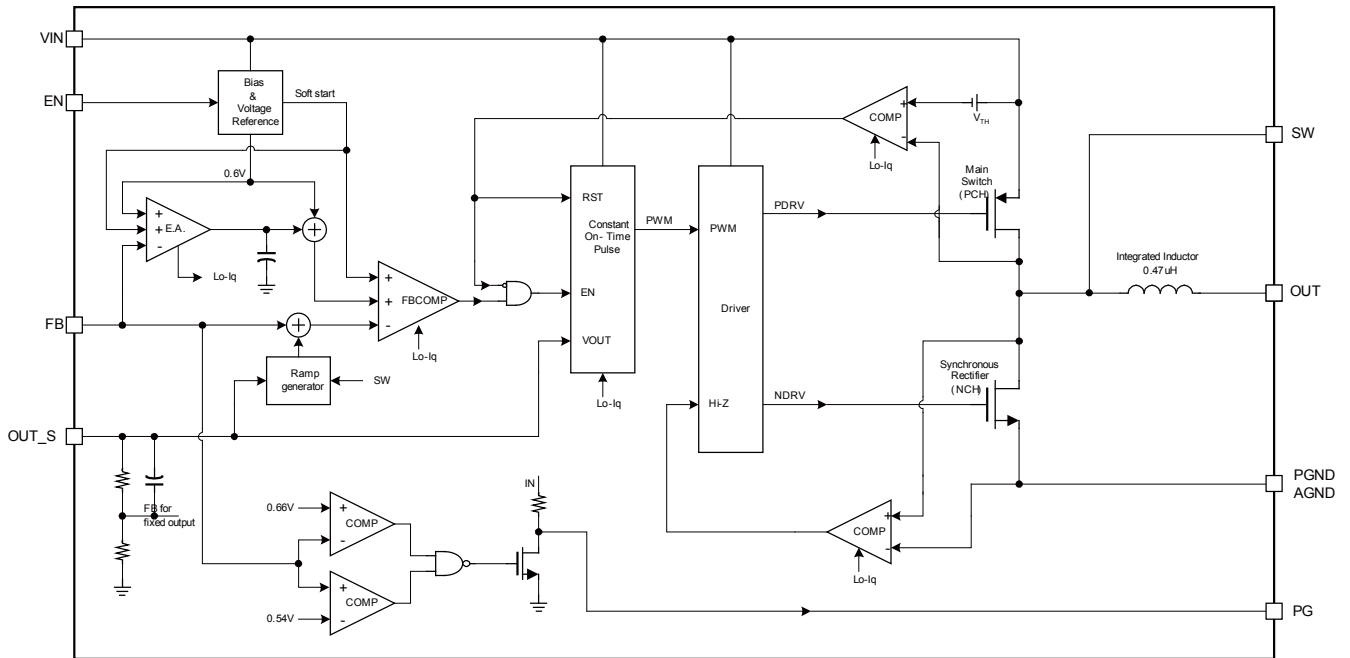 VIN
Bias
&
Voltage
Reference
Soft start
EN
+
COMP
-
VTH
Lo-Iq
SW
0.6V
Main
Switch
(PCH)
RST
Constant
On- Time
Pulse
PWM
PWM
PDRV
+
+
E.A.
-
+
Lo-Iq
Integrated Inductor
0.47uH
OUT
+
+
FBCOMP
-
EN
Driver
FB
+
Lo-Iq
VOUT
Ramp
generator
SW
Synchronous
Rectifier
(NCH)
Lo-Iq
Hi-Z
NDRV
OUT_S
PGND
AGND
IN
FB for
fixed output
0.66V
+
COMP
-
+
COMP
-
Lo-Iq
+
COMP
-
0.54V
PG